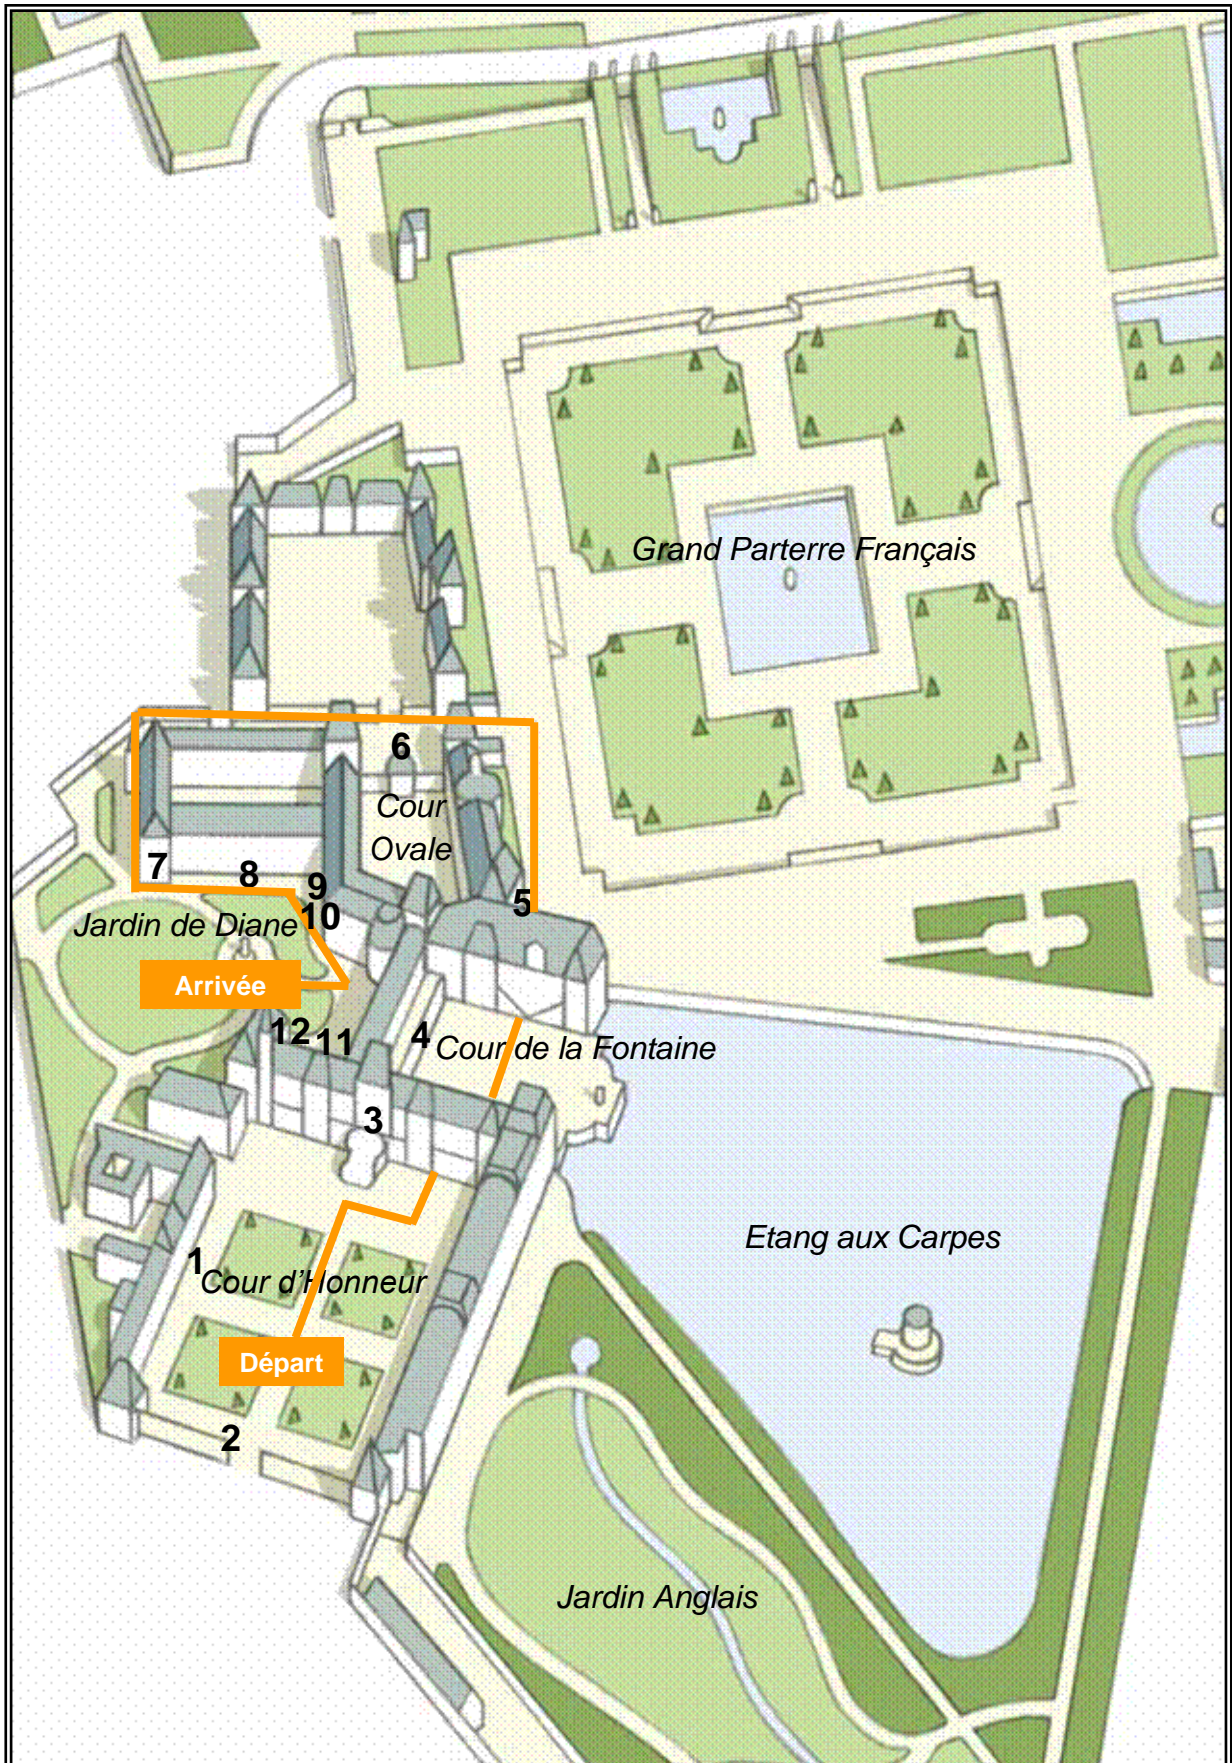 Grand Parterre Français
6
Cour
Ovale
7
8
9
10
5
Jardin de Diane
Arrivée
12
11
4
Cour de la Fontaine
3
1
Cour d'Honneur
Etang aux Carpes
Départ
2
Jardin Anglais